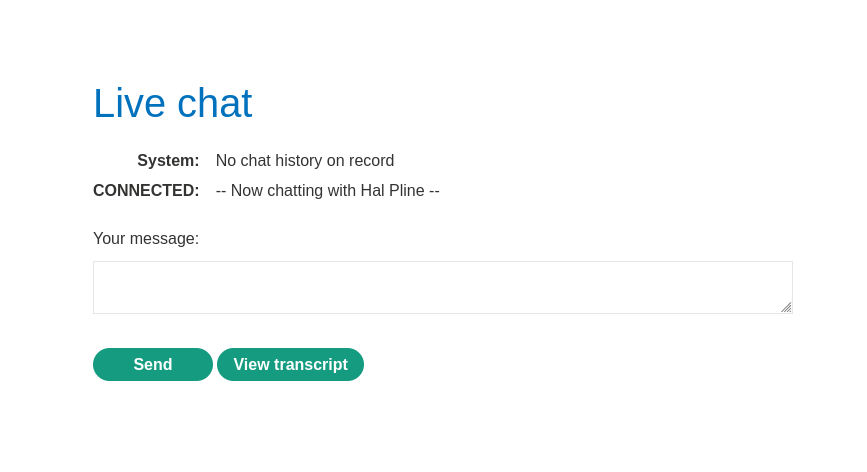 Live chat
System: No chat history on record
CONNECTED: -- Now chatting with Hal Pline --
Your message:
Send View transcript